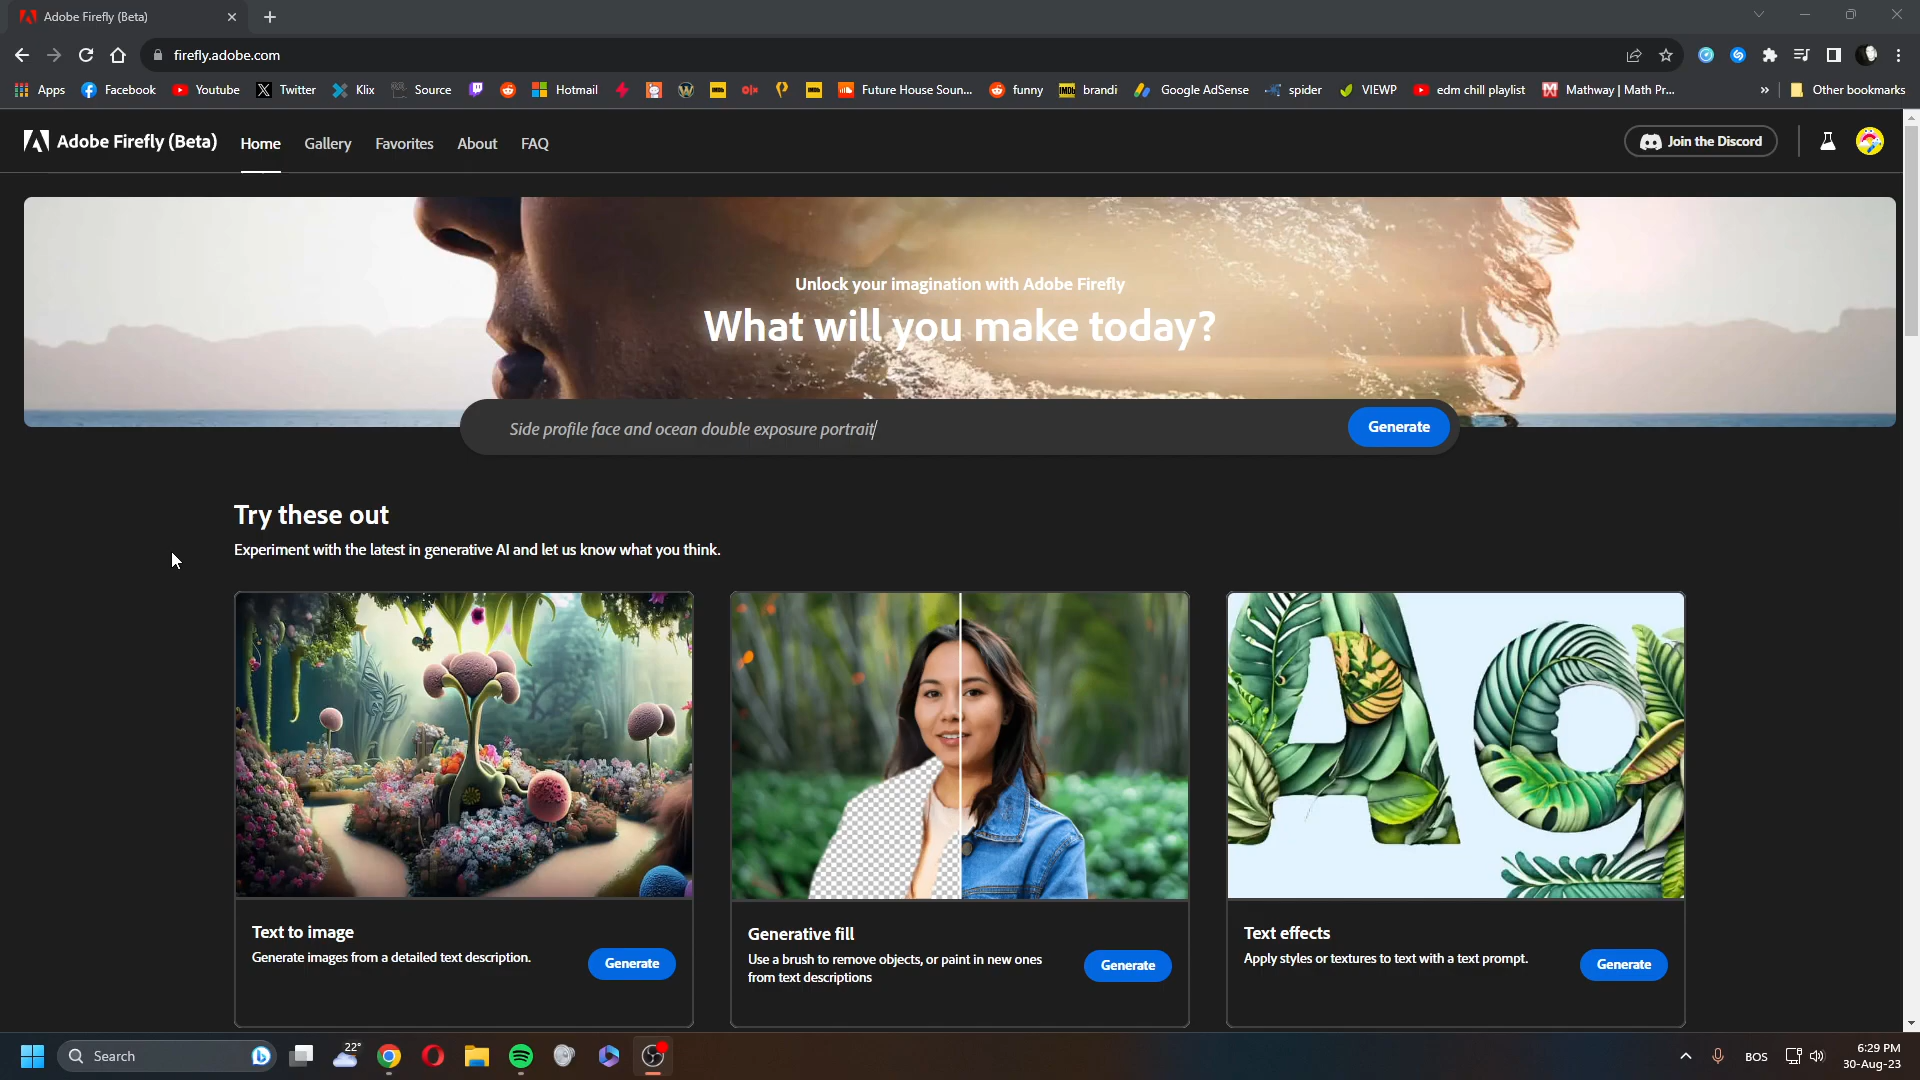 Adobe Firefly (Beta)
firefly.adobe.com
Apps Facebook Youtube Twitter Klix Source Hotmail Future House Soun... funny brandi Google AdSense spider VIEWP edm chill playlist Mathway | Math Pr... » Other bookmarks
Adobe Firefly (Beta) Home Gallery Favorites About FAQ Join the Discord
Unlock your imagination with Adobe Firefly
What will you make today?
Side profile face and ocean double exposure portrait Generate
Try these out
Experiment with the latest in generative AI and let us know what you think.
Text to image
Generate images from a detailed text description.
Generate
Generative fill
Use a brush to remove objects, or paint in new ones
from text descriptions
Generate
Text effects
Apply styles or textures to text with a text prompt.
Generate
Search 22° BOS 6:29 PM
30-Aug-23